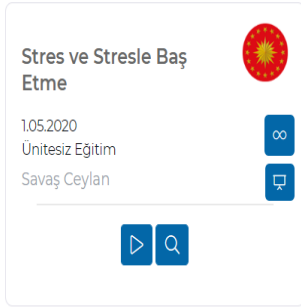 Stres ve Stresle Baş
Etme
1.05.2020
Ünitesiz Eğitim
Savaş Ceylan